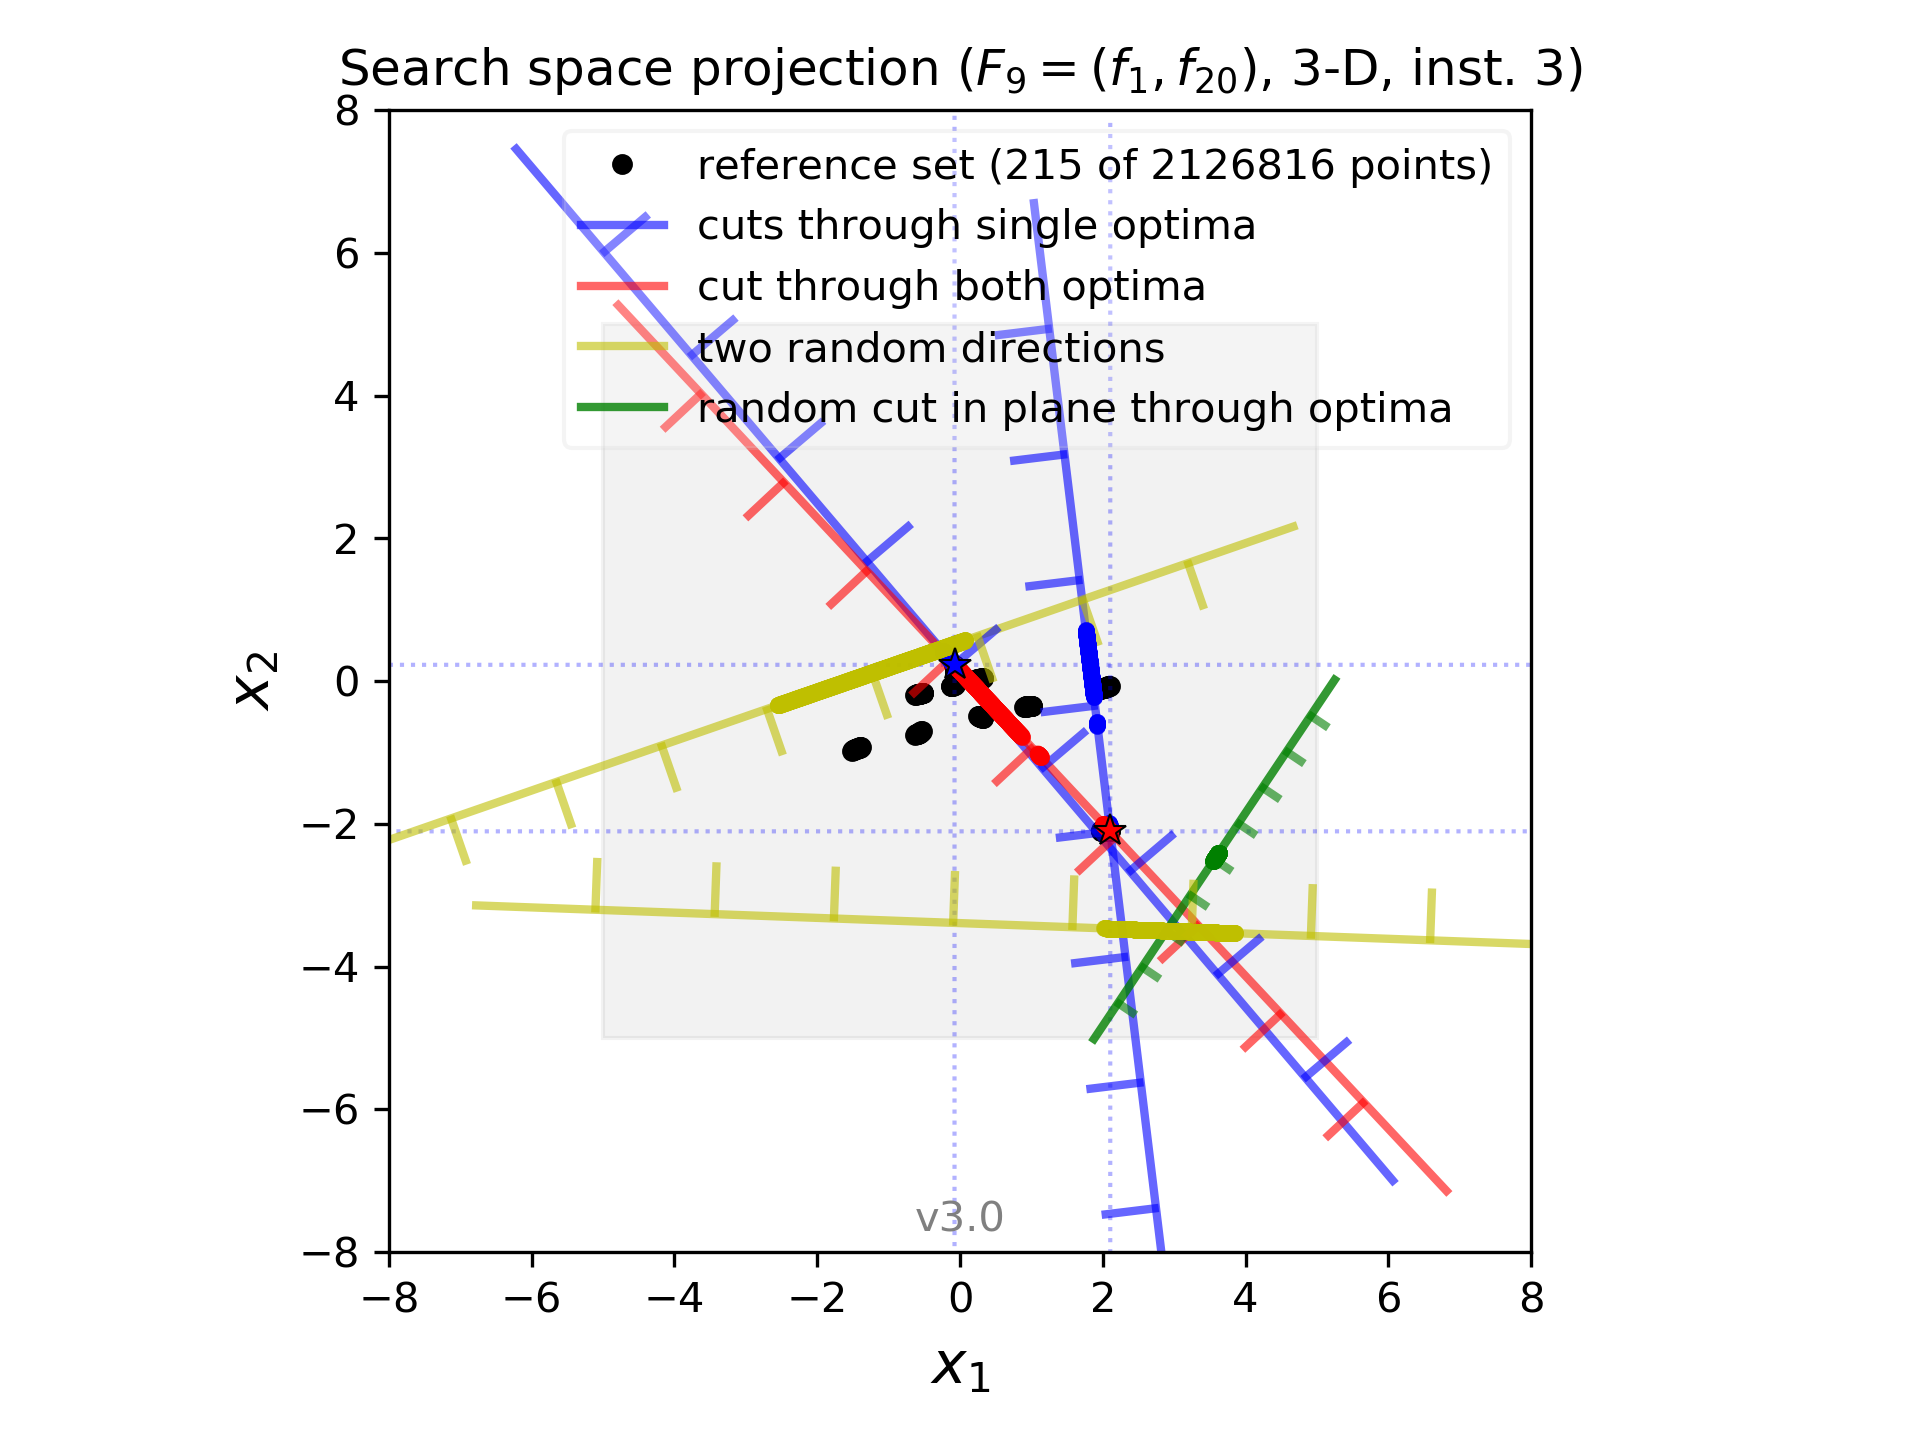 Search space projection (F₉ = (f₁, f₂₀), 3-D, inst. 3)
reference set (215 of 2126816 points)
cuts through single optima
cut through both optima
two random directions
random cut in plane through optima
8
6
4
2
0
−2
−4
−6
−8
x₂
v3.0
−8 −6 −4 −2 0 2 4 6 8
x₁